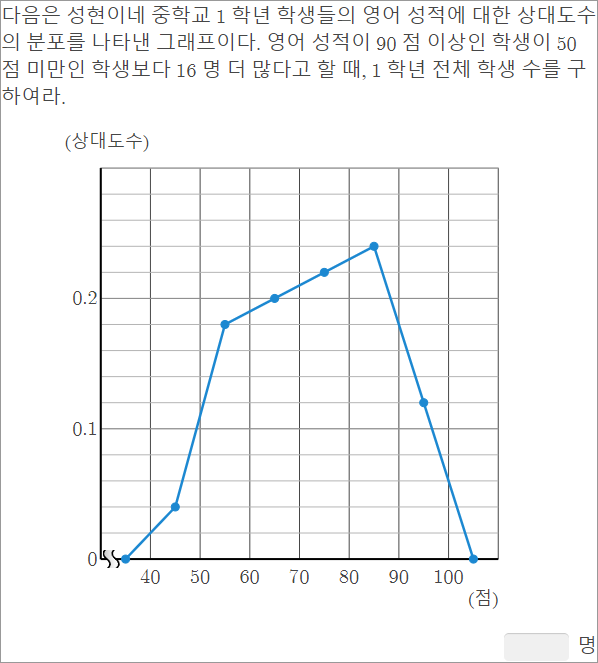 다음은 성현이네 중학교 1 학년 학생들의 영어 성적에 대한 상대도수
의 분포를 나타낸 그래프이다. 영어 성적이 90 점 이상인 학생이 50
점 미만인 학생보다 16 명 더 많다고 할 때, 1 학년 전체 학생 수를 구
하여라.
(상대도수)
0.2
0.1
0
40 50 60 70 80 90 100
(점)
명